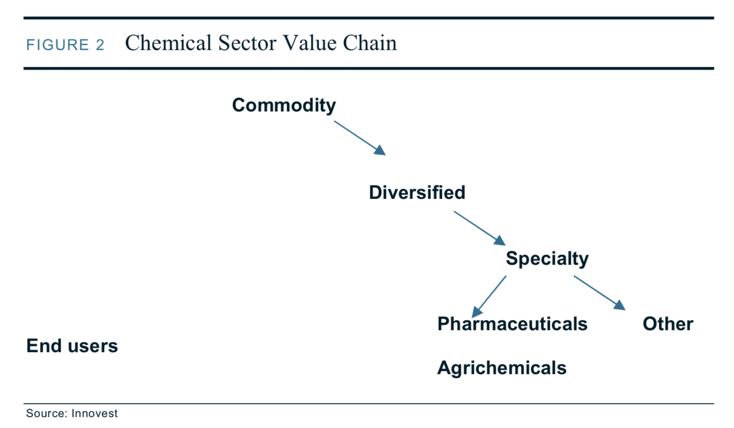 FIGURE 2 Chemical Sector Value Chain
Commodity
Diversified
Specialty
Pharmaceuticals Other
End users
Agrichemicals
Source: Innovest